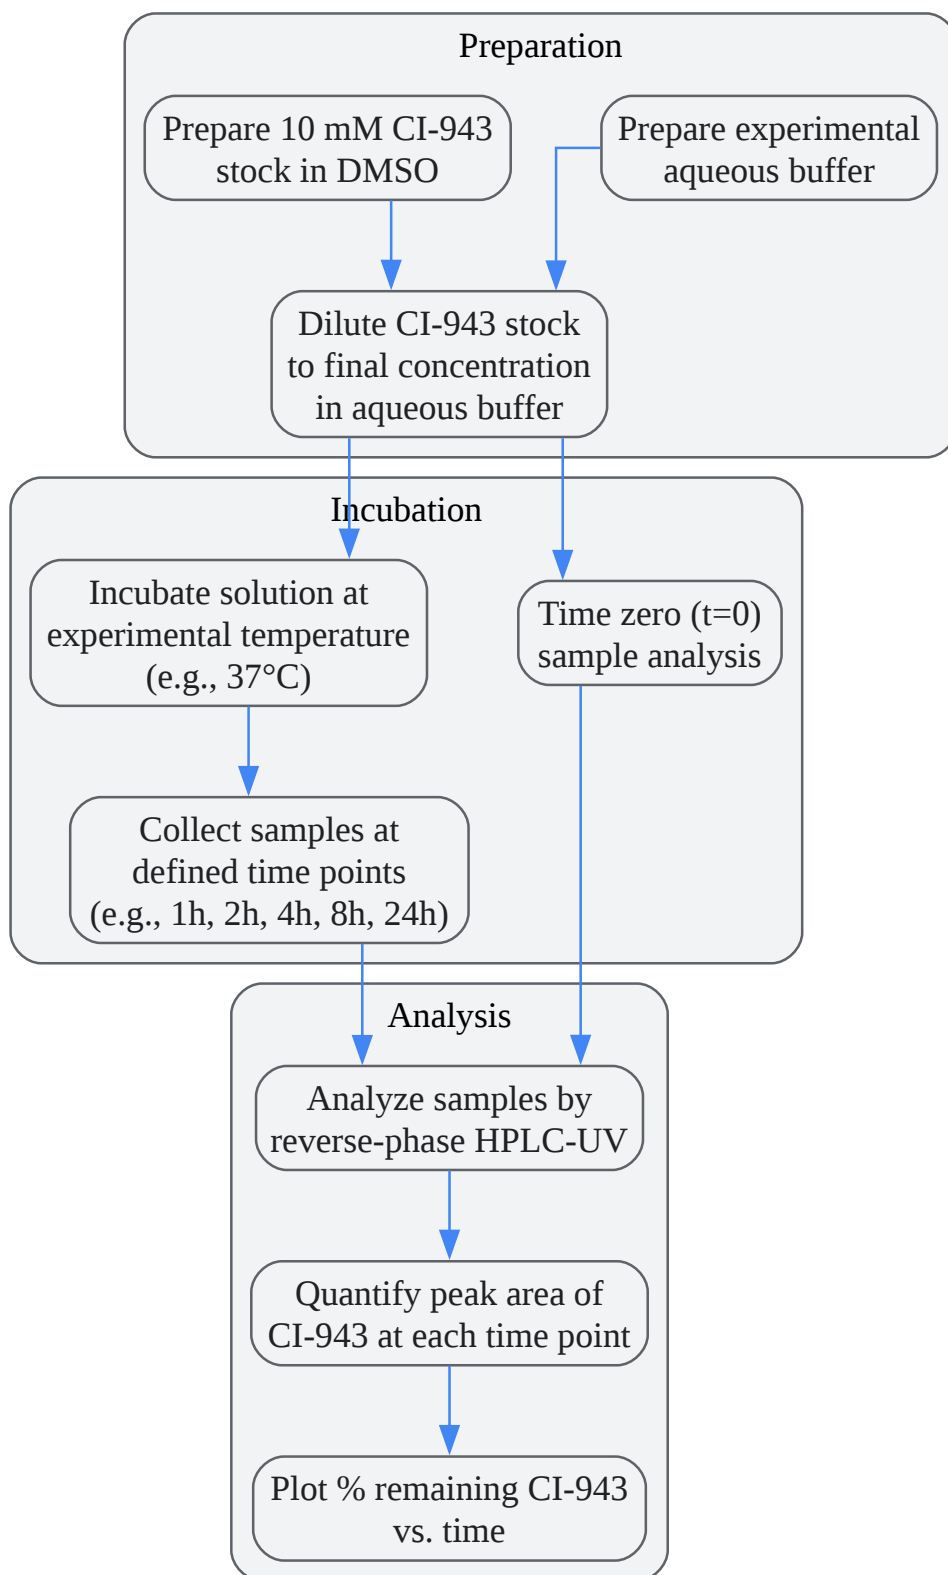 Preparation
Prepare 10 mM CI-943
stock in DMSO
Prepare experimental
aqueous buffer
Dilute CI-943 stock
to final concentration
in aqueous buffer
Incubation
Incubate solution at
experimental temperature
(e.g., 37°C)
Time zero (t=0)
sample analysis
Collect samples at
defined time points
(e.g., 1h, 2h, 4h, 8h, 24h)
Analysis
Analyze samples by
reverse-phase HPLC-UV
Quantify peak area of
CI-943 at each time point
Plot % remaining CI-943
vs. time